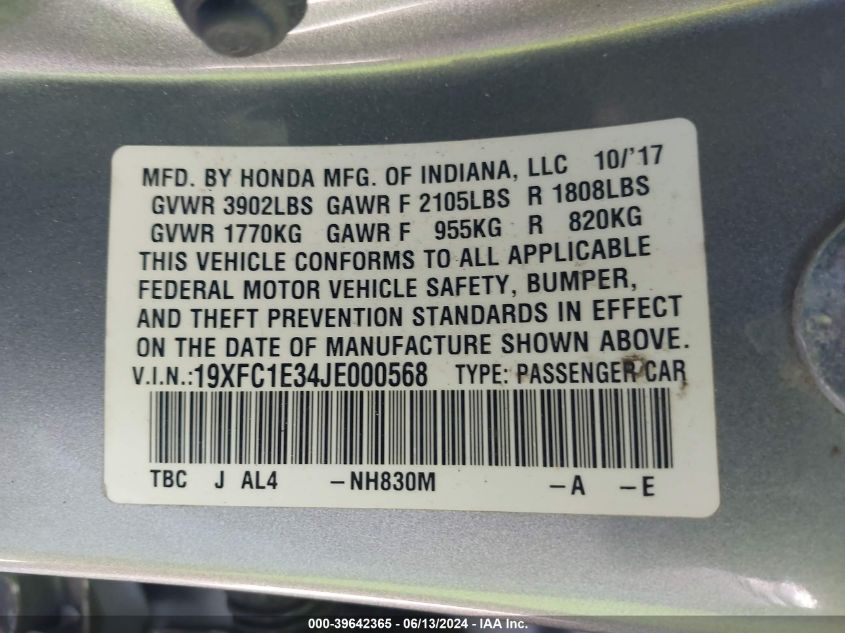 MFD. BY HONDA MFG. OF INDIANA, LLC 10/'17
GVWR 3902LBS GAWR F 2105LBS R 1808LBS
GVWR 1770KG GAWR F 955KG R 820KG
THIS VEHICLE CONFORMS TO ALL APPLICABLE
FEDERAL MOTOR VEHICLE SAFETY, BUMPER,
AND THEFT PREVENTION STANDARDS IN EFFECT
ON THE DATE OF MANUFACTURE SHOWN ABOVE.
V.I.N.:19XFC1E34JE000568 TYPE: PASSENGER CAR
TBC J AL4 -NH830M -A -E
000-39642365 - 06/13/2024 - IAA Inc.